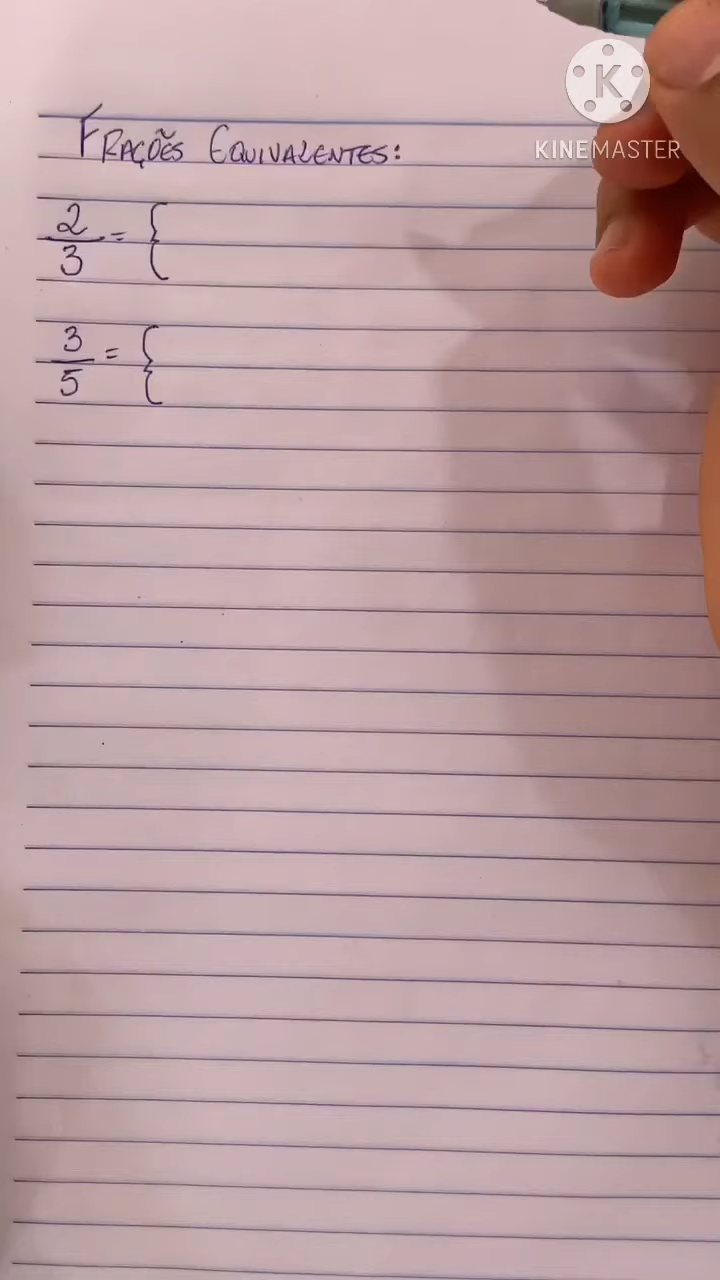 K
KINEMASTER
FRAÇÕES EQUIVALENTES:
2/3 = {
3/5 = {